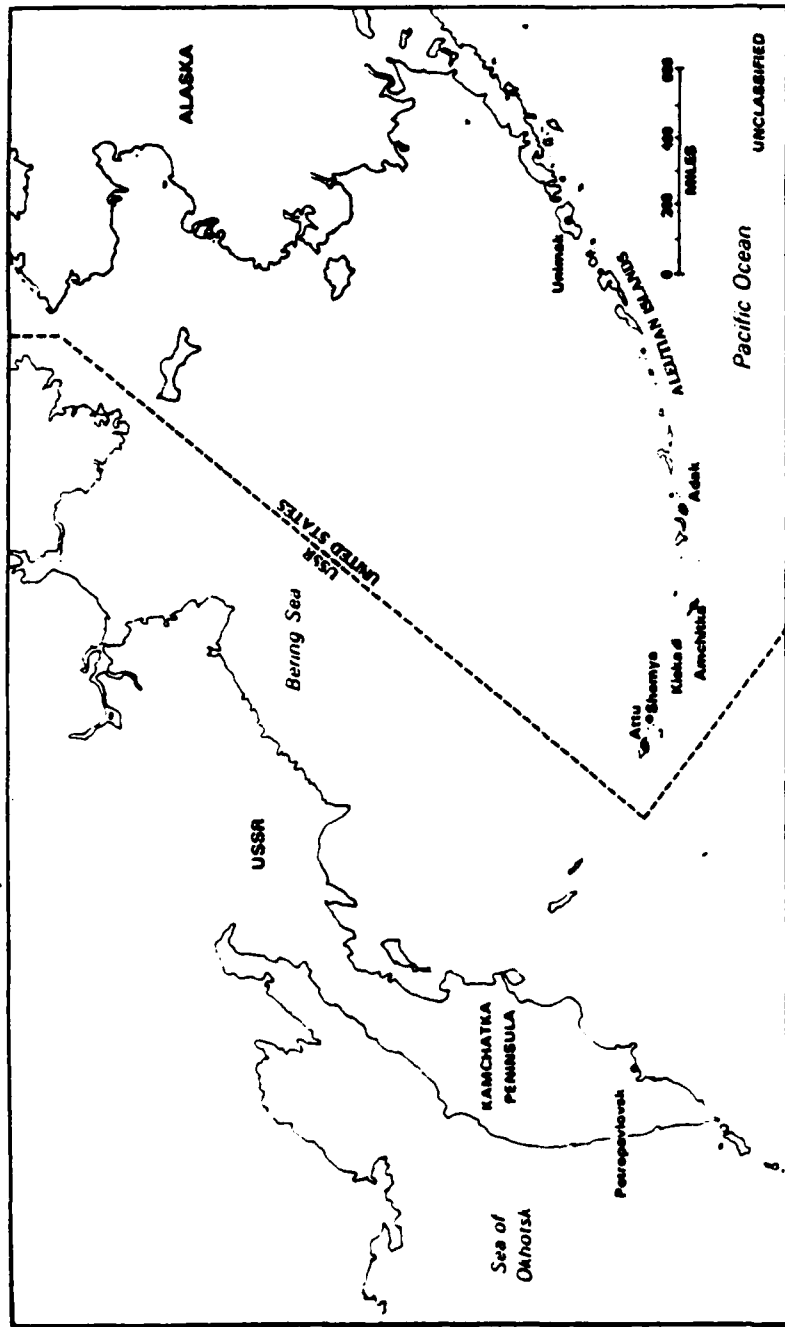 ALASKA
USSR
UNITED STATES
USSR
Bering Sea
KAMCHATKA
PENINSULA
Petropavlovsk
Sea of
Okhotsk
Unimak
ALEUTIAN ISLANDS
Adak
Attu
Shemya
Kiska
Amchitka
0 200 400 600
MILES
Pacific Ocean
UNCLASSIFIED